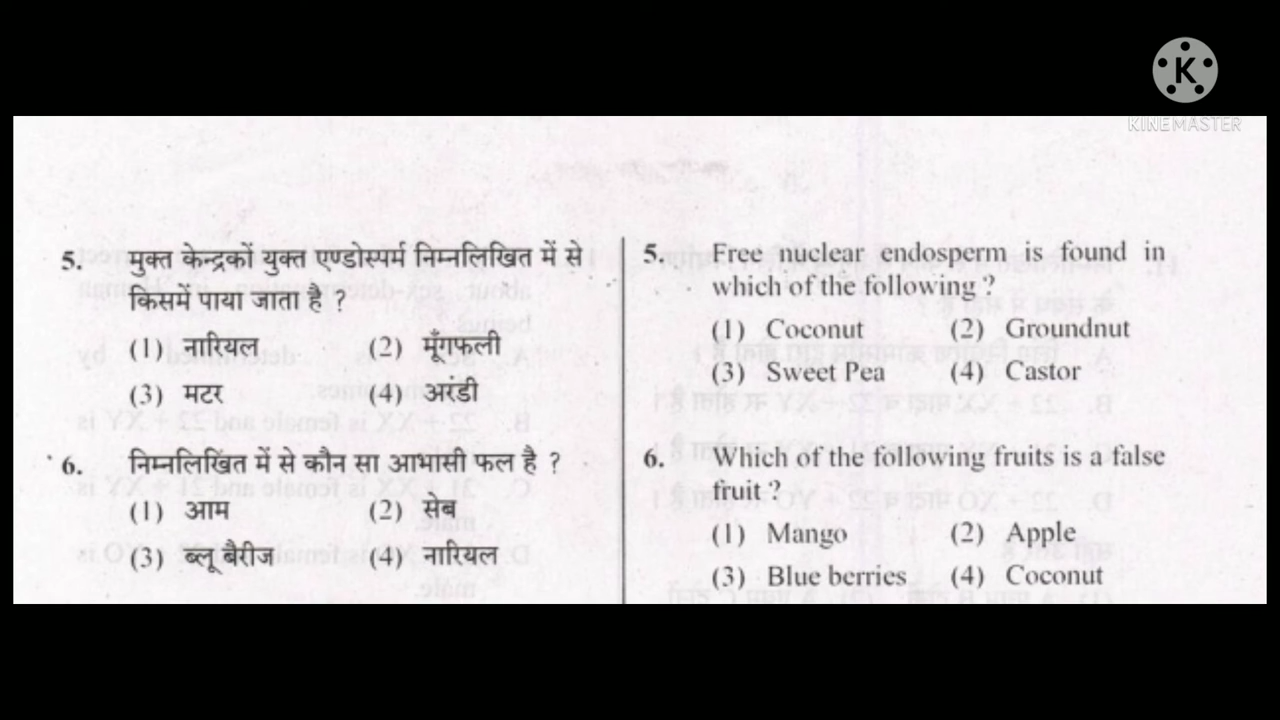 K
KINEMASTER
5. मुक्त केन्द्रकों युक्त एण्डोस्पर्म निम्नलिखित में से
किसमें पाया जाता है ?
(1) नारियल (2) मूँगफली
(3) मटर (4) अरंडी
6. निम्नलिखित में से कौन सा आभासी फल है ?
(1) आम (2) सेब
(3) ब्लू बैरीज (4) नारियल
5. Free nuclear endosperm is found in
which of the following ?
(1) Coconut (2) Groundnut
(3) Sweet Pea (4) Castor
6. Which of the following fruits is a false
fruit ?
(1) Mango (2) Apple
(3) Blue berries (4) Coconut